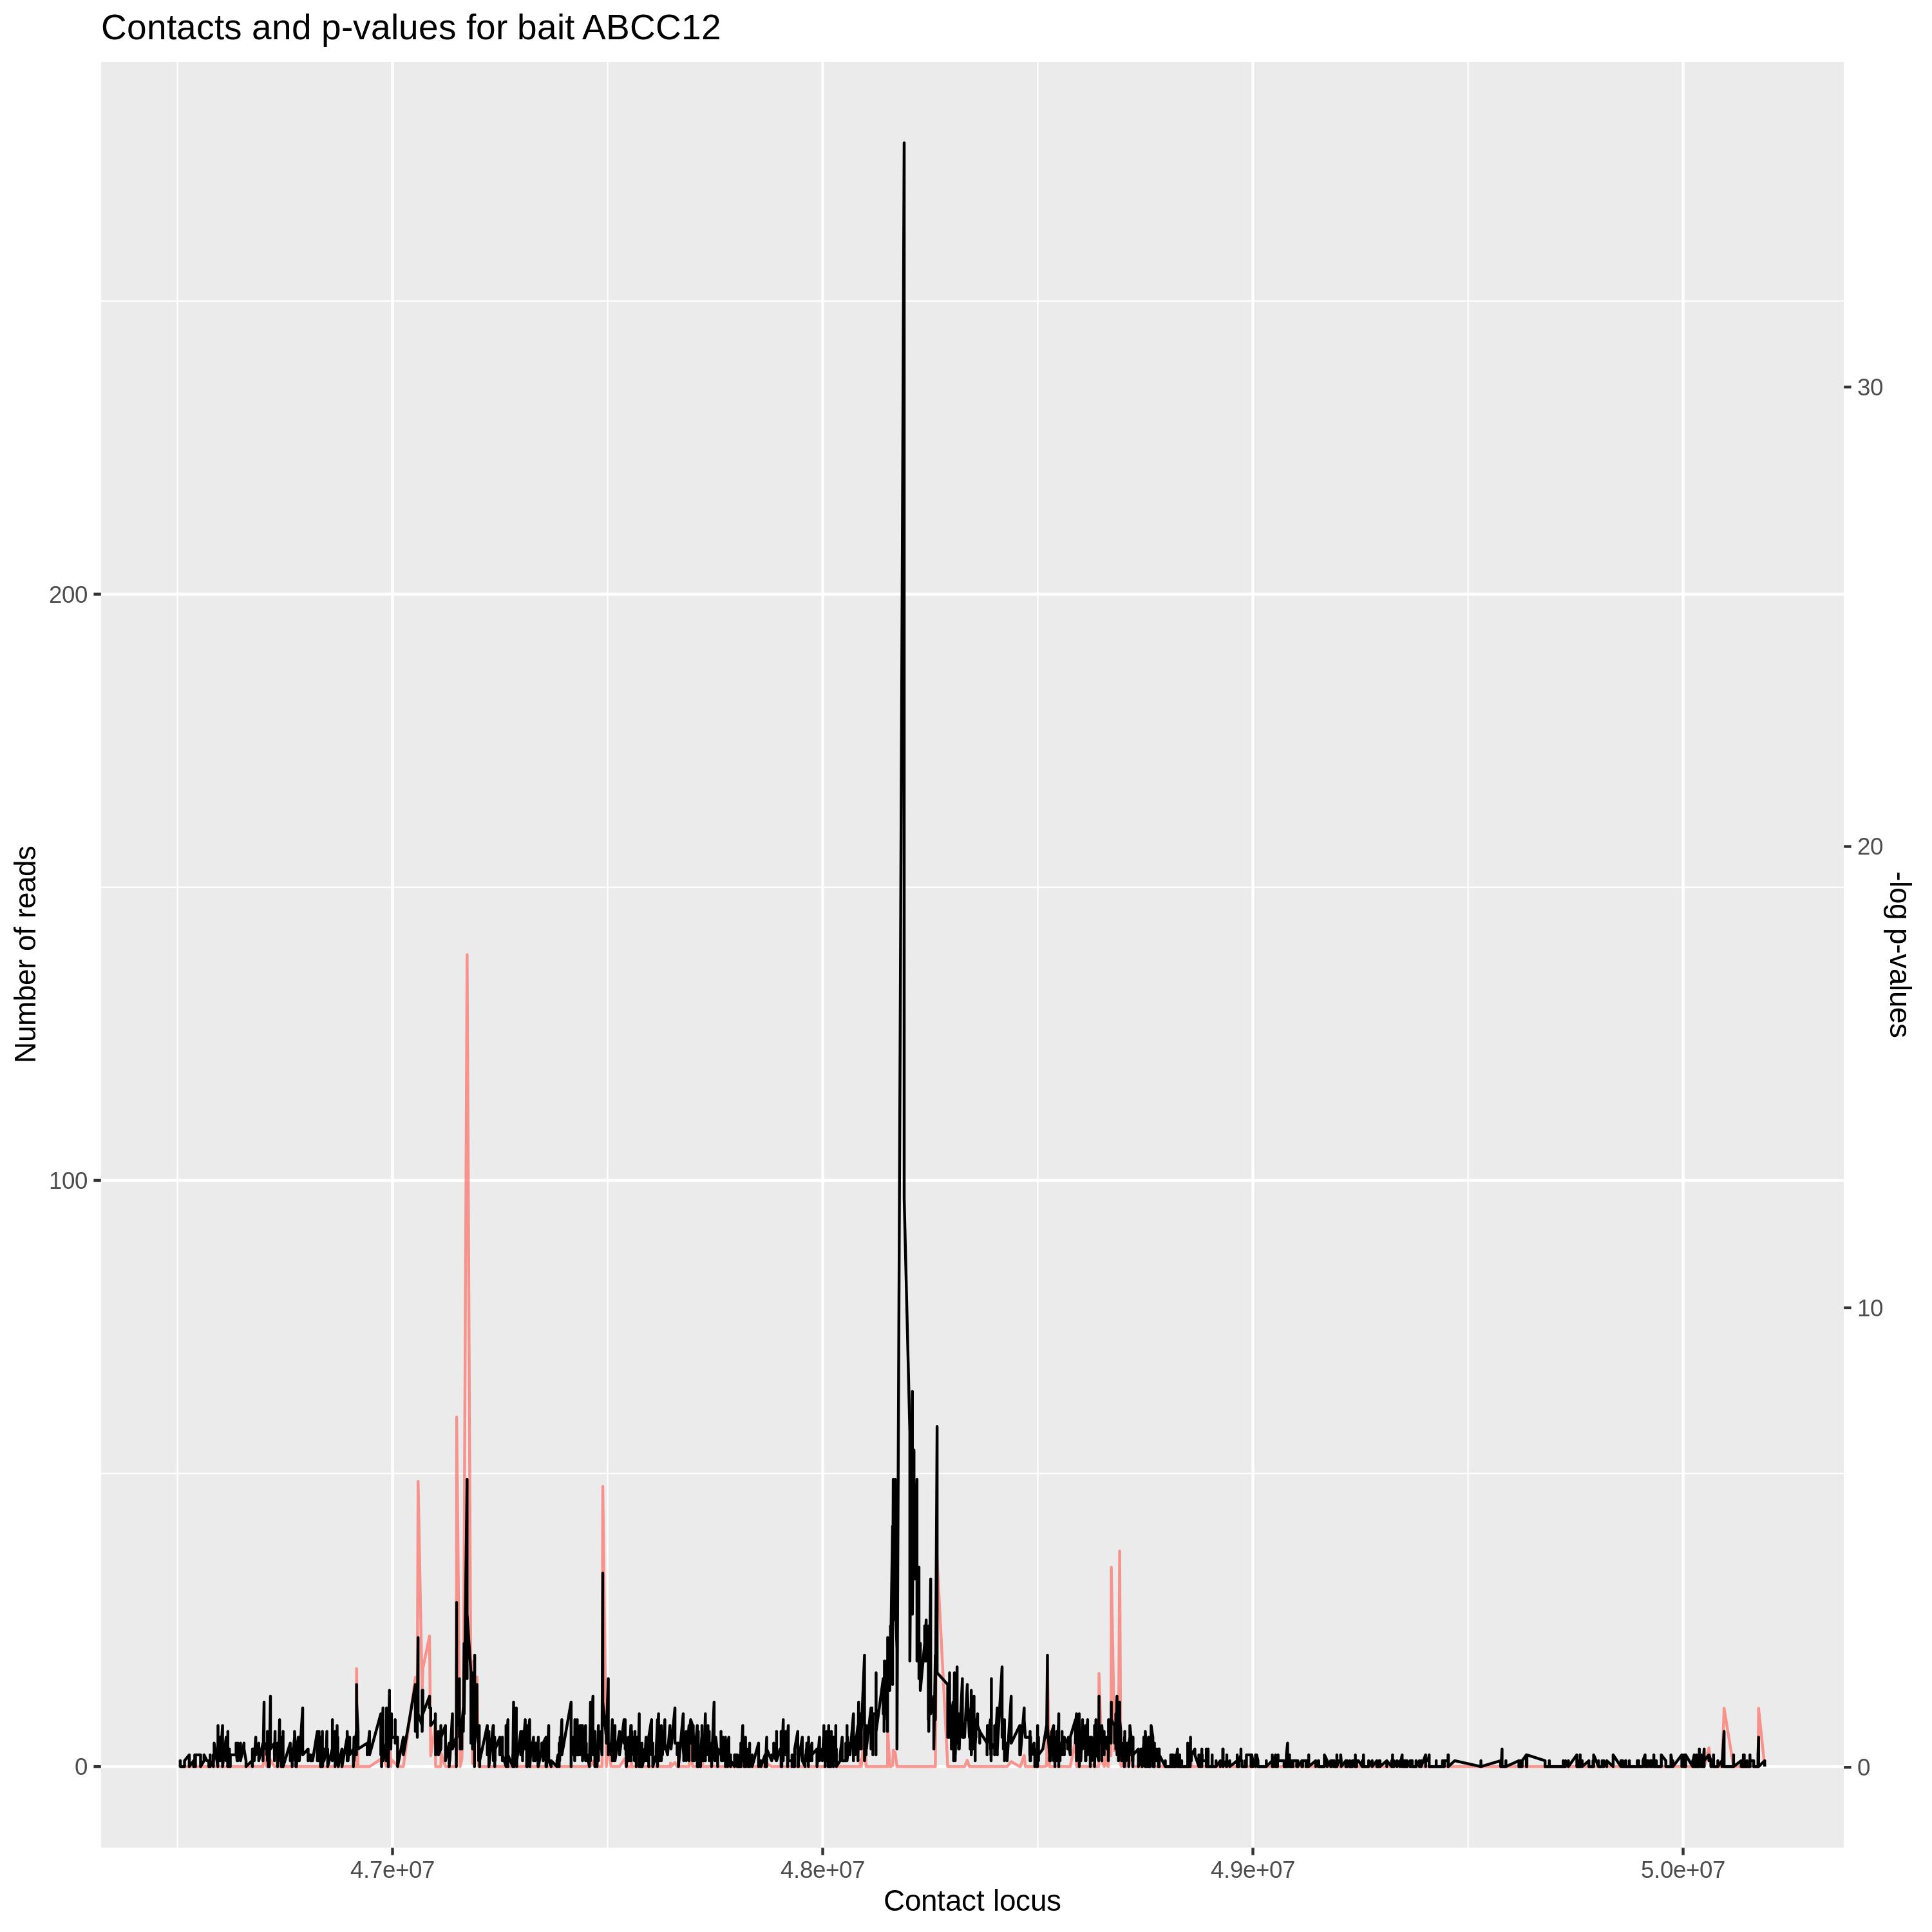 Contacts and p-values for bait ABCC12
Number of reads
200
100
0
30
20
10
0
-log p-values
4.7e+07
4.8e+07
4.9e+07
5.0e+07
Contact locus